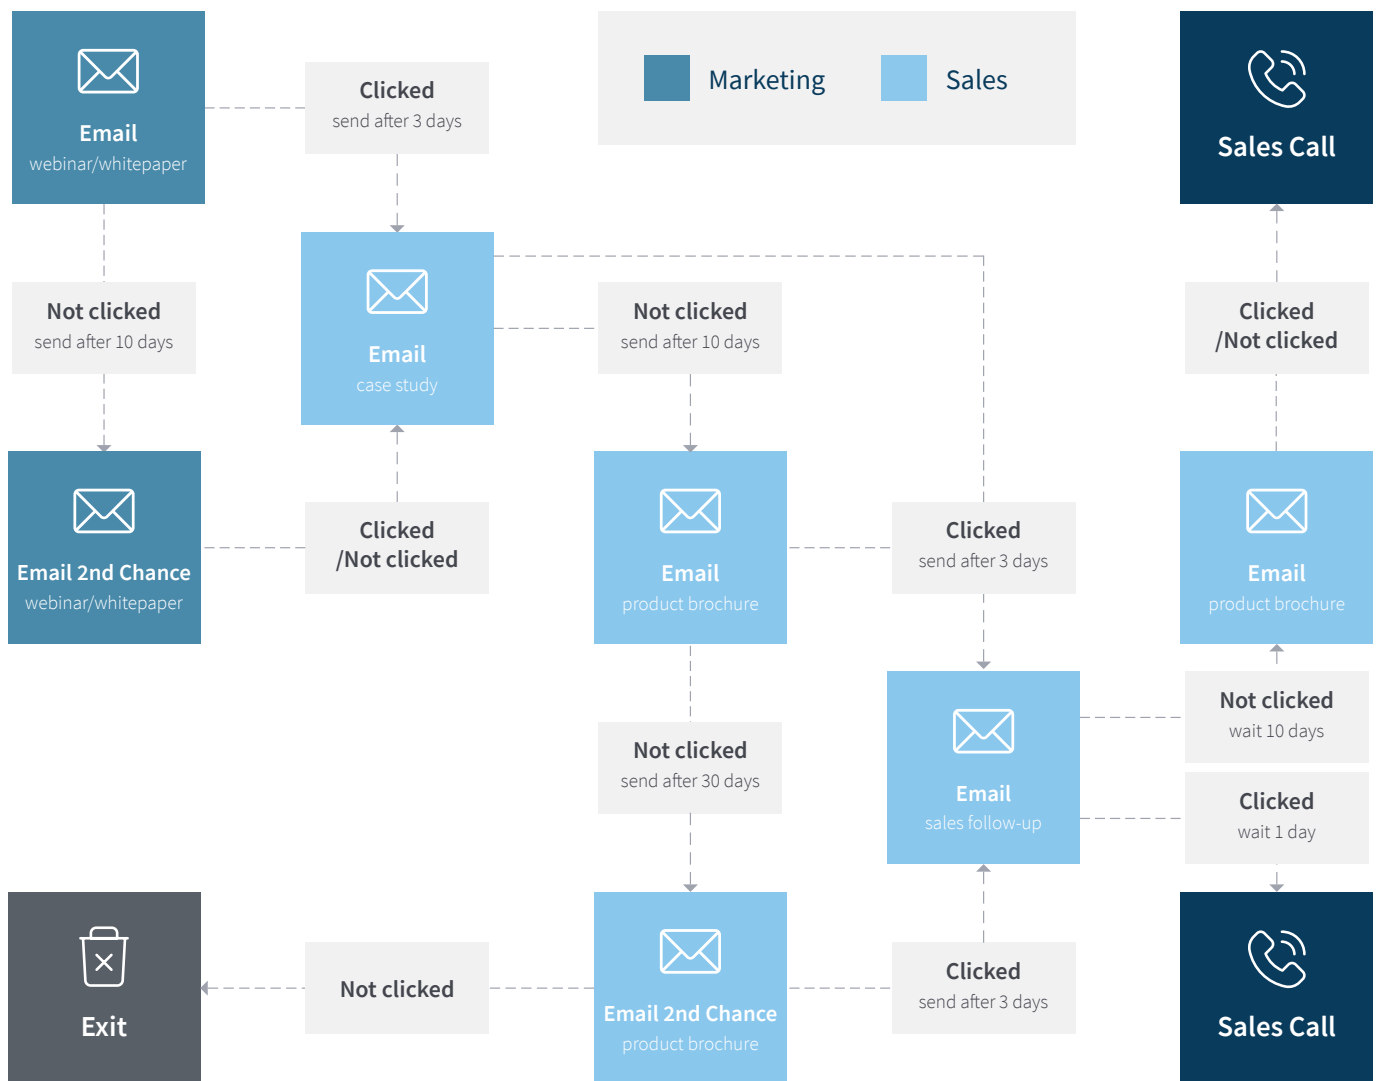 Email
webinar/whitepaper
Clicked
send after 3 days
Marketing
Sales
Sales Call
Not clicked
send after 10 days
Email
case study
Not clicked
send after 10 days
Clicked
/Not clicked
Email 2nd Chance
webinar/whitepaper
Clicked
/Not clicked
Email
product brochure
Clicked
send after 3 days
Email
product brochure
Not clicked
send after 30 days
Email
sales follow-up
Not clicked
wait 10 days
Clicked
wait 1 day
Exit
Not clicked
Email 2nd Chance
product brochure
Clicked
send after 3 days
Sales Call